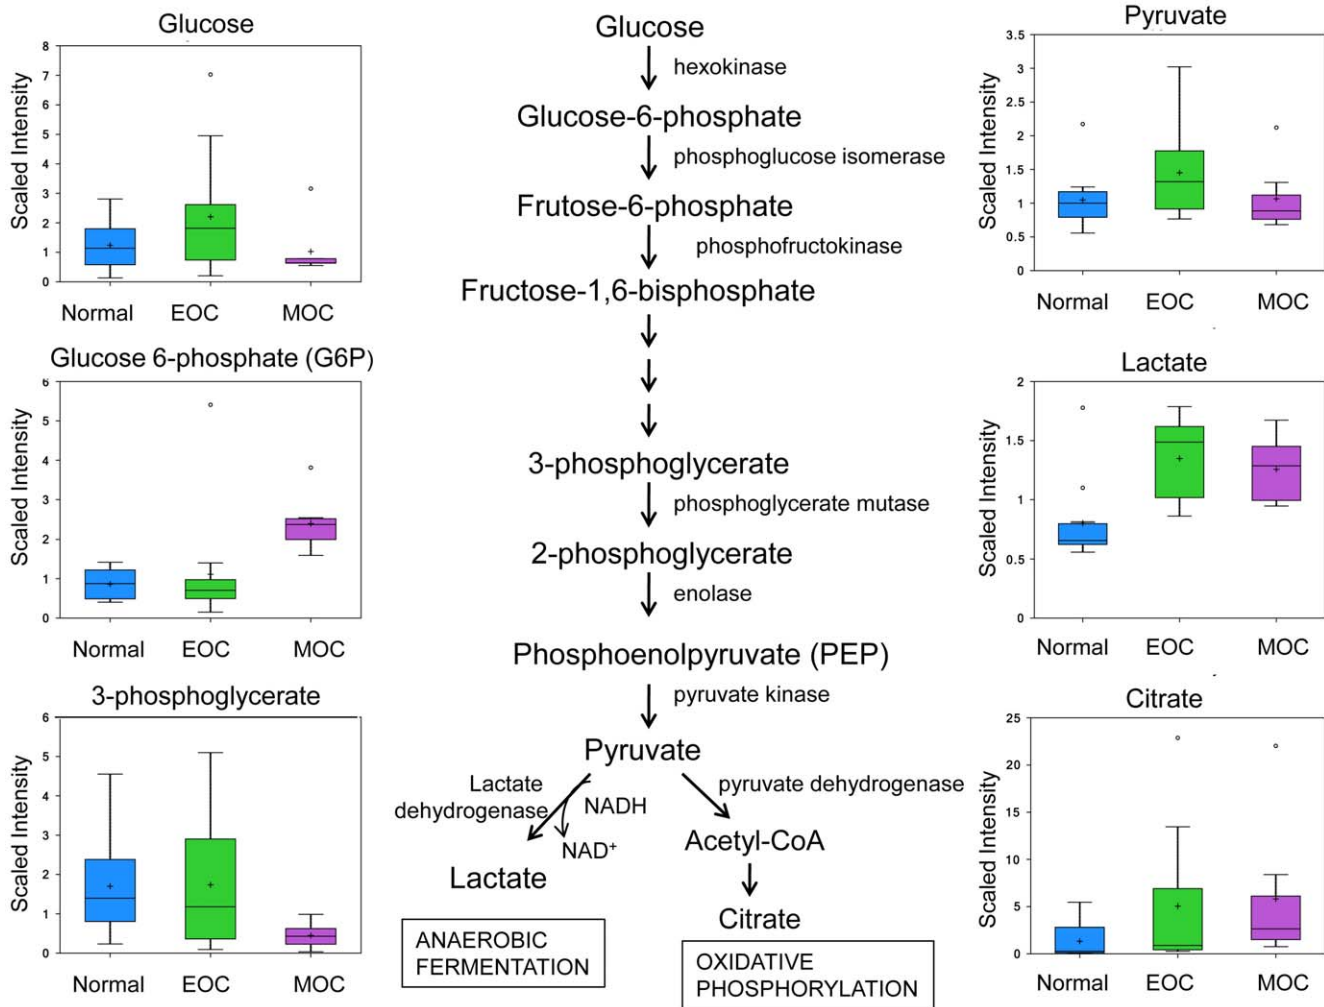 Glucose
Scaled Intensity
8
7
6
5
4
3
2
1
0
Normal EOC MOC
Glucose 6-phosphate (G6P)
Scaled Intensity
6
5
4
3
2
1
0
Normal EOC MOC
3-phosphoglycerate
Scaled Intensity
6
5
4
3
2
1
0
Normal EOC MOC
Glucose
hexokinase
Glucose-6-phosphate
phosphoglucose isomerase
Frutose-6-phosphate
phosphofructokinase
Fructose-1,6-bisphosphate
3-phosphoglycerate
phosphoglycerate mutase
2-phosphoglycerate
enolase
Phosphoenolpyruvate (PEP)
pyruvate kinase
Pyruvate
Lactate
dehydrogenase
NADH
NAD⁺
pyruvate dehydrogenase
Lactate
Acetyl-CoA
Citrate
ANAEROBIC
FERMENTATION
OXIDATIVE
PHOSPHORYLATION
Pyruvate
Scaled Intensity
3.5
3
2.5
2
1.5
1
0.5
0
Normal EOC MOC
Lactate
Scaled Intensity
2
1.5
1
0.5
0
Normal EOC MOC
Citrate
Scaled Intensity
25
20
15
10
5
0
Normal EOC MOC